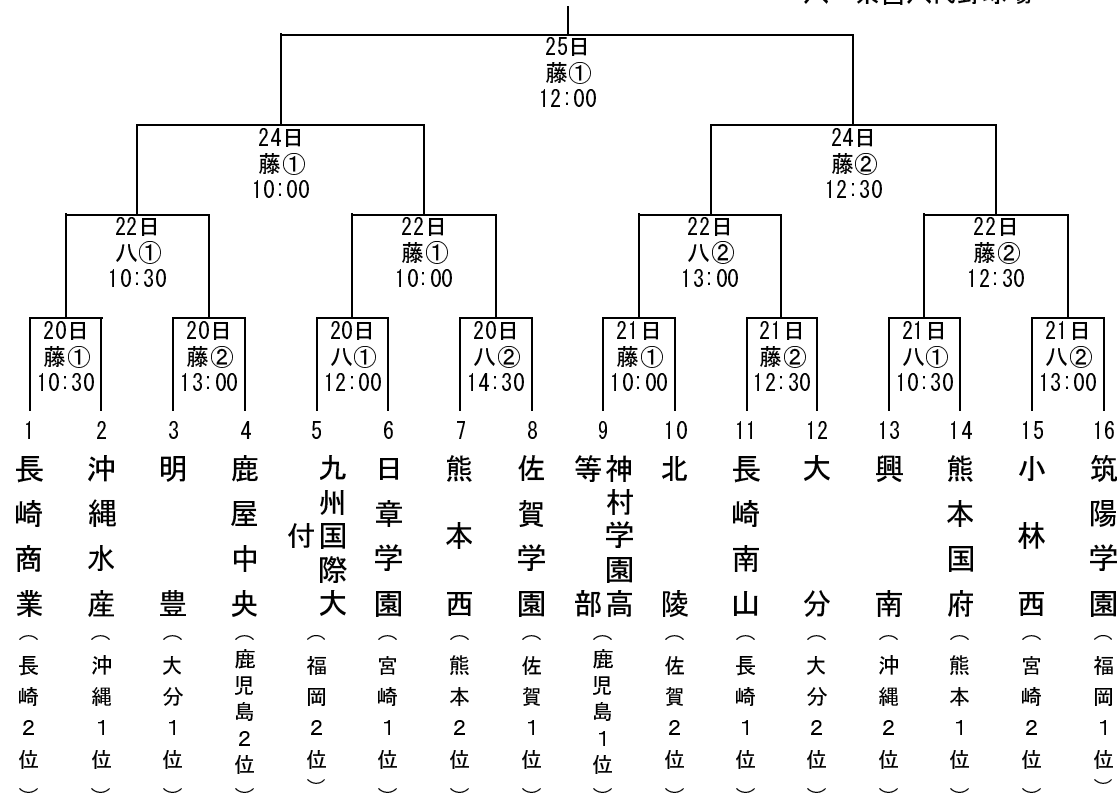 25日
藤①
12:00
24日
藤①
10:00
24日
藤②
12:30
22日
八①
10:30
22日
藤①
10:00
22日
八②
13:00
22日
藤②
12:30
20日
藤①
10:30
20日
藤②
13:00
20日
八①
12:00
20日
八②
14:30
21日
藤①
10:00
21日
藤②
12:30
21日
八①
10:30
21日
八②
13:00
1
長崎商業
（長崎２位）
2
沖縄水産
（沖縄１位）
3
明豊
（大分１位）
4
鹿屋中央
（鹿児島２位）
5
九州国際大
付
（福岡２位）
6
日章学園
（宮崎１位）
7
熊本西
（熊本２位）
8
佐賀学園
（佐賀１位）
9
神村学園高
等部
（鹿児島１位）
10
北陵
（佐賀２位）
11
長崎南山
（長崎１位）
12
大分
（大分２位）
13
興南
（沖縄２位）
14
熊本国府
（熊本１位）
15
小林西
（宮崎２位）
16
筑陽学園
（福岡１位）